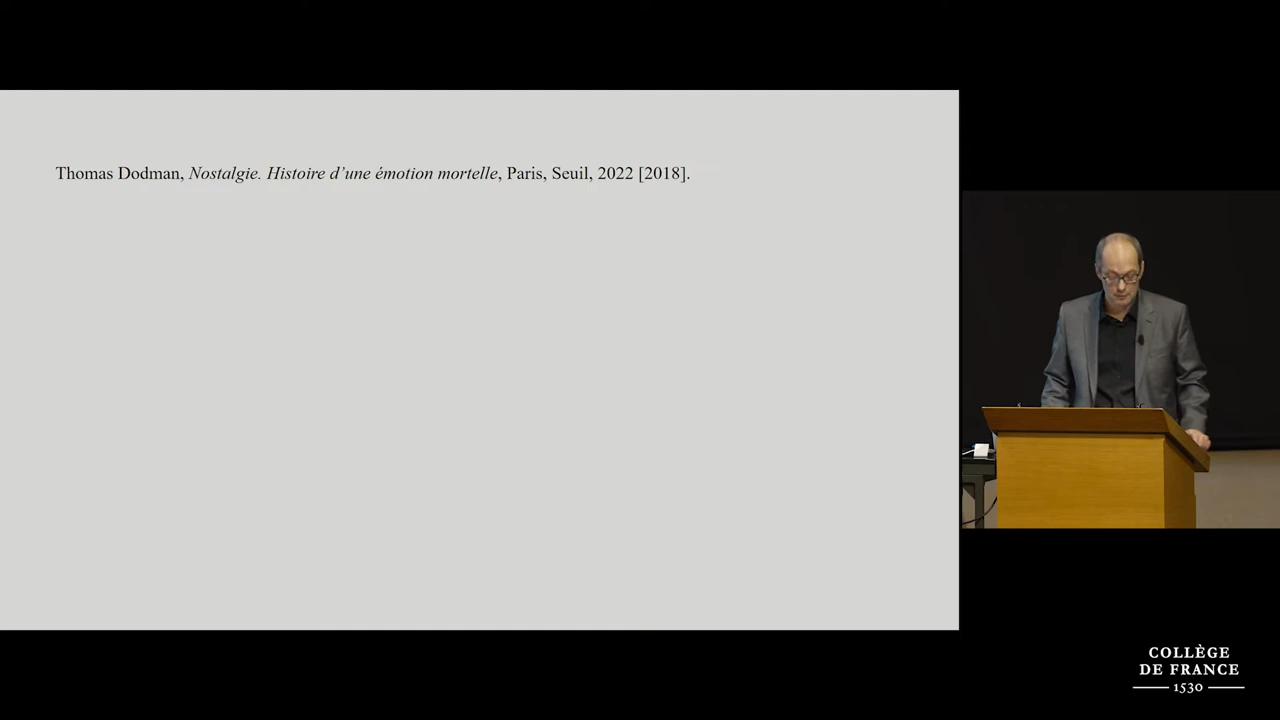 Thomas Dodman, Nostalgie. Histoire d’une émotion mortelle, Paris, Seuil, 2022 [2018].
COLLÈGE
DE FRANCE
1530